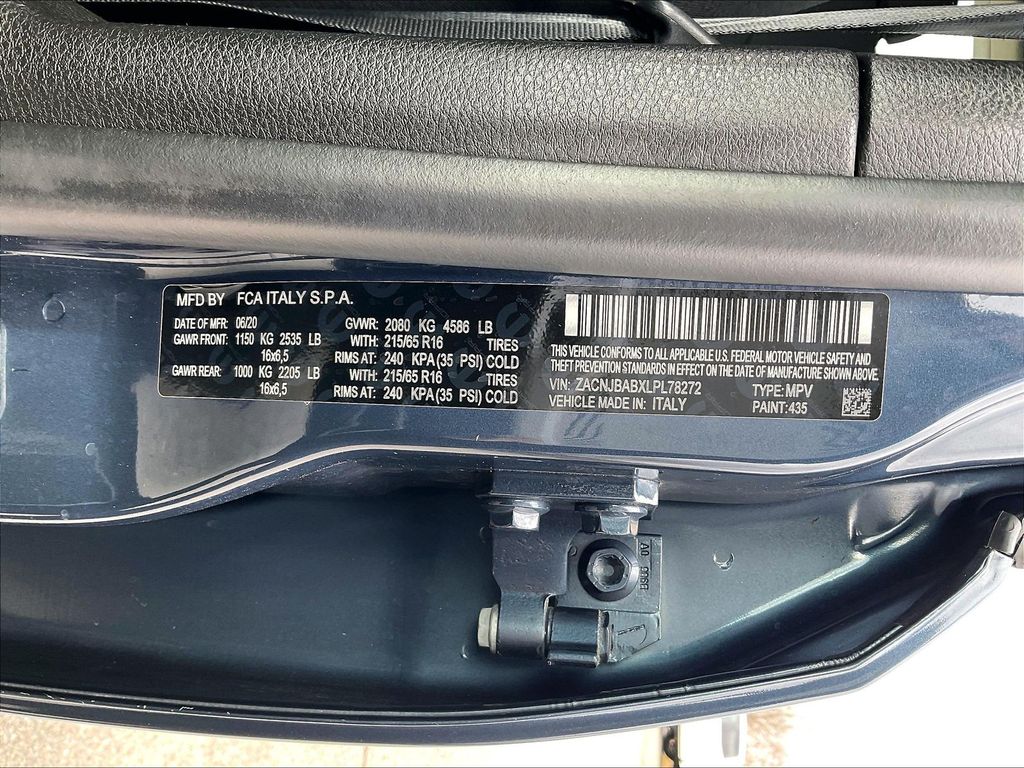 MFD BY FCA ITALY S.P.A.
DATE OF MFR: 06/20 GVWR: 2080 KG 4586 LB
GAWR FRONT: 1150 KG 2535 LB WITH: 215/65 R16 TIRES
16x6,5 RIMS AT: 240 KPA (35 PSI) COLD
GAWR REAR: 1000 KG 2205 LB WITH: 215/65 R16 TIRES
16x6,5 RIMS AT: 240 KPA (35 PSI) COLD
THIS VEHICLE CONFORMS TO ALL APPLICABLE U.S. FEDERAL MOTOR VEHICLE SAFETY AND
THEFT PREVENTION STANDARDS IN EFFECT ON THE DATE OF MANUFACTURE SHOWN ABOVE.
VIN: ZACNJBABXLPL78272 TYPE: MPV
VEHICLE MADE IN: ITALY PAINT:435